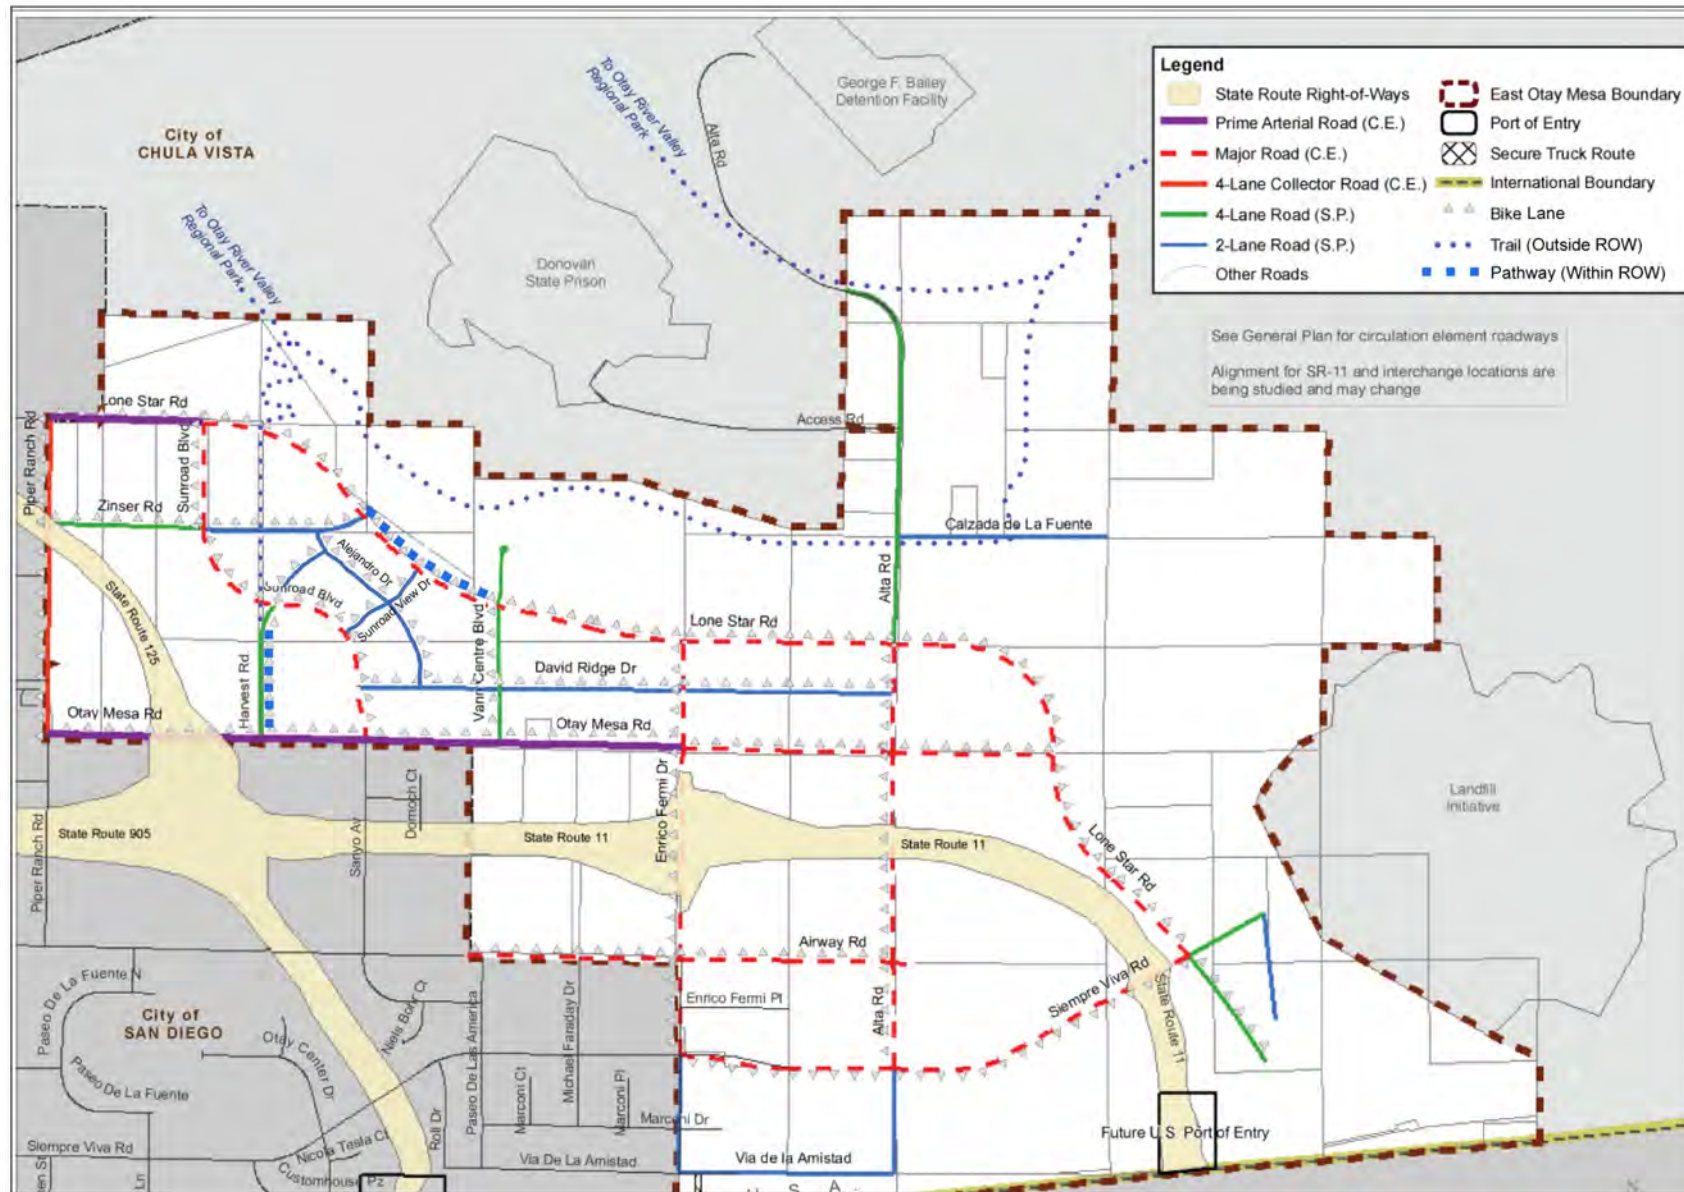 Legend
State Route Right-of-Ways
Prime Arterial Road (C.E.)
Major Road (C.E.)
4-Lane Collector Road (C.E.)
4-Lane Road (S.P.)
2-Lane Road (S.P.)
Other Roads
East Otay Mesa Boundary
Port of Entry
Secure Truck Route
International Boundary
Bike Lane
Trail (Outside ROW)
Pathway (Within ROW)
See General Plan for circulation element roadways
Alignment for SR-11 and interchange locations are
being studied and may change
George F. Bailey
Detention Facility
To Otay River Valley
Regional Park
Alta Rd
City of
CHULA VISTA
To Otay River Valley
Regional Park
Donovan
State Prison
Access Rd
Lone Star Rd
Piper Ranch Rd
Sunroad Blvd
Zinser Rd
Calzada de La Fuente
Alejandro Dr
Sunroad Blvd
Sunroad View Dr
Alta Rd
State Route 125
Lone Star Rd
Harvest Rd
Vann Centre Blvd
David Ridge Dr
Otay Mesa Rd
Otay Mesa Rd
Enrico Fermi Dr
Landfill
Initiative
Dornoch Ct
Sanyo Av
State Route 905
State Route 11
State Route 11
Lone Star Rd
Piper Ranch Rd
Airway Rd
Siempre Viva Rd
State Route 11
Paseo De La Fuente N
Enrico Fermi Pl
Alta Rd
City of
SAN DIEGO
Niels Bohr Ct
Otay Center Dr
Paseo De Las America
Michael Faraday Dr
Paseo De La Fuente
Marconi Ct
Marconi Pl
Marconi Dr
Roll Dr
Nicola Tesla Ct
Siempre Viva Rd
Customhouse Pz
Via De La Amistad
Via de la Amistad
Future U.S. Port of Entry
Ln
en St
U S A